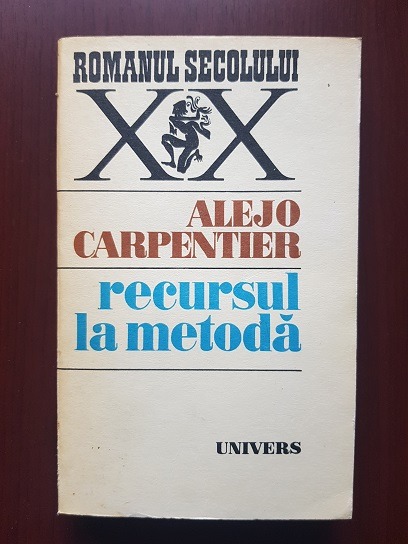 ROMANUL SECOLULUI
XX
ALEJO
CARPENTIER
recursul
la metodă
UNIVERS